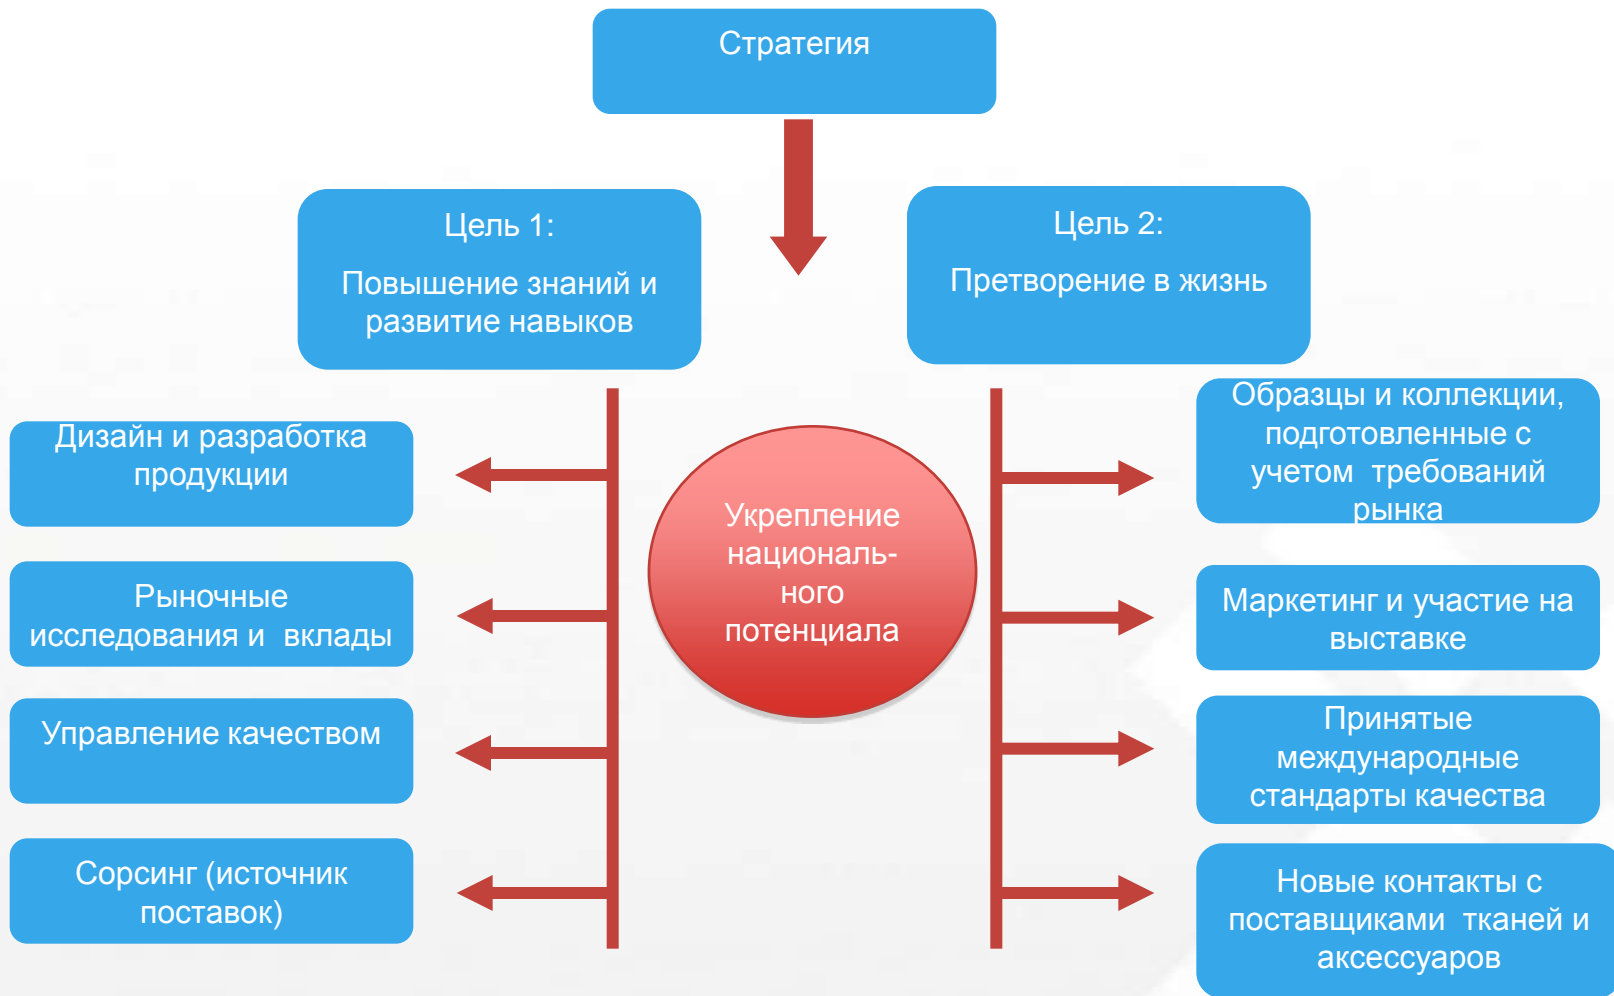 Стратегия
Цель 1:
Повышение знаний и
развитие навыков
Цель 2:
Претворение в жизнь
Дизайн и разработка
продукции
Рыночные
исследования и  вклады
Управление качеством
Сорсинг (источник
поставок)
Укрепление
националь-
ного
потенциала
Образцы и коллекции,
подготовленные с
учетом  требований
рынка
Маркетинг и участие на
выставке
Принятые
международные
стандарты качества
Новые контакты с
поставщиками  тканей и
аксессуаров